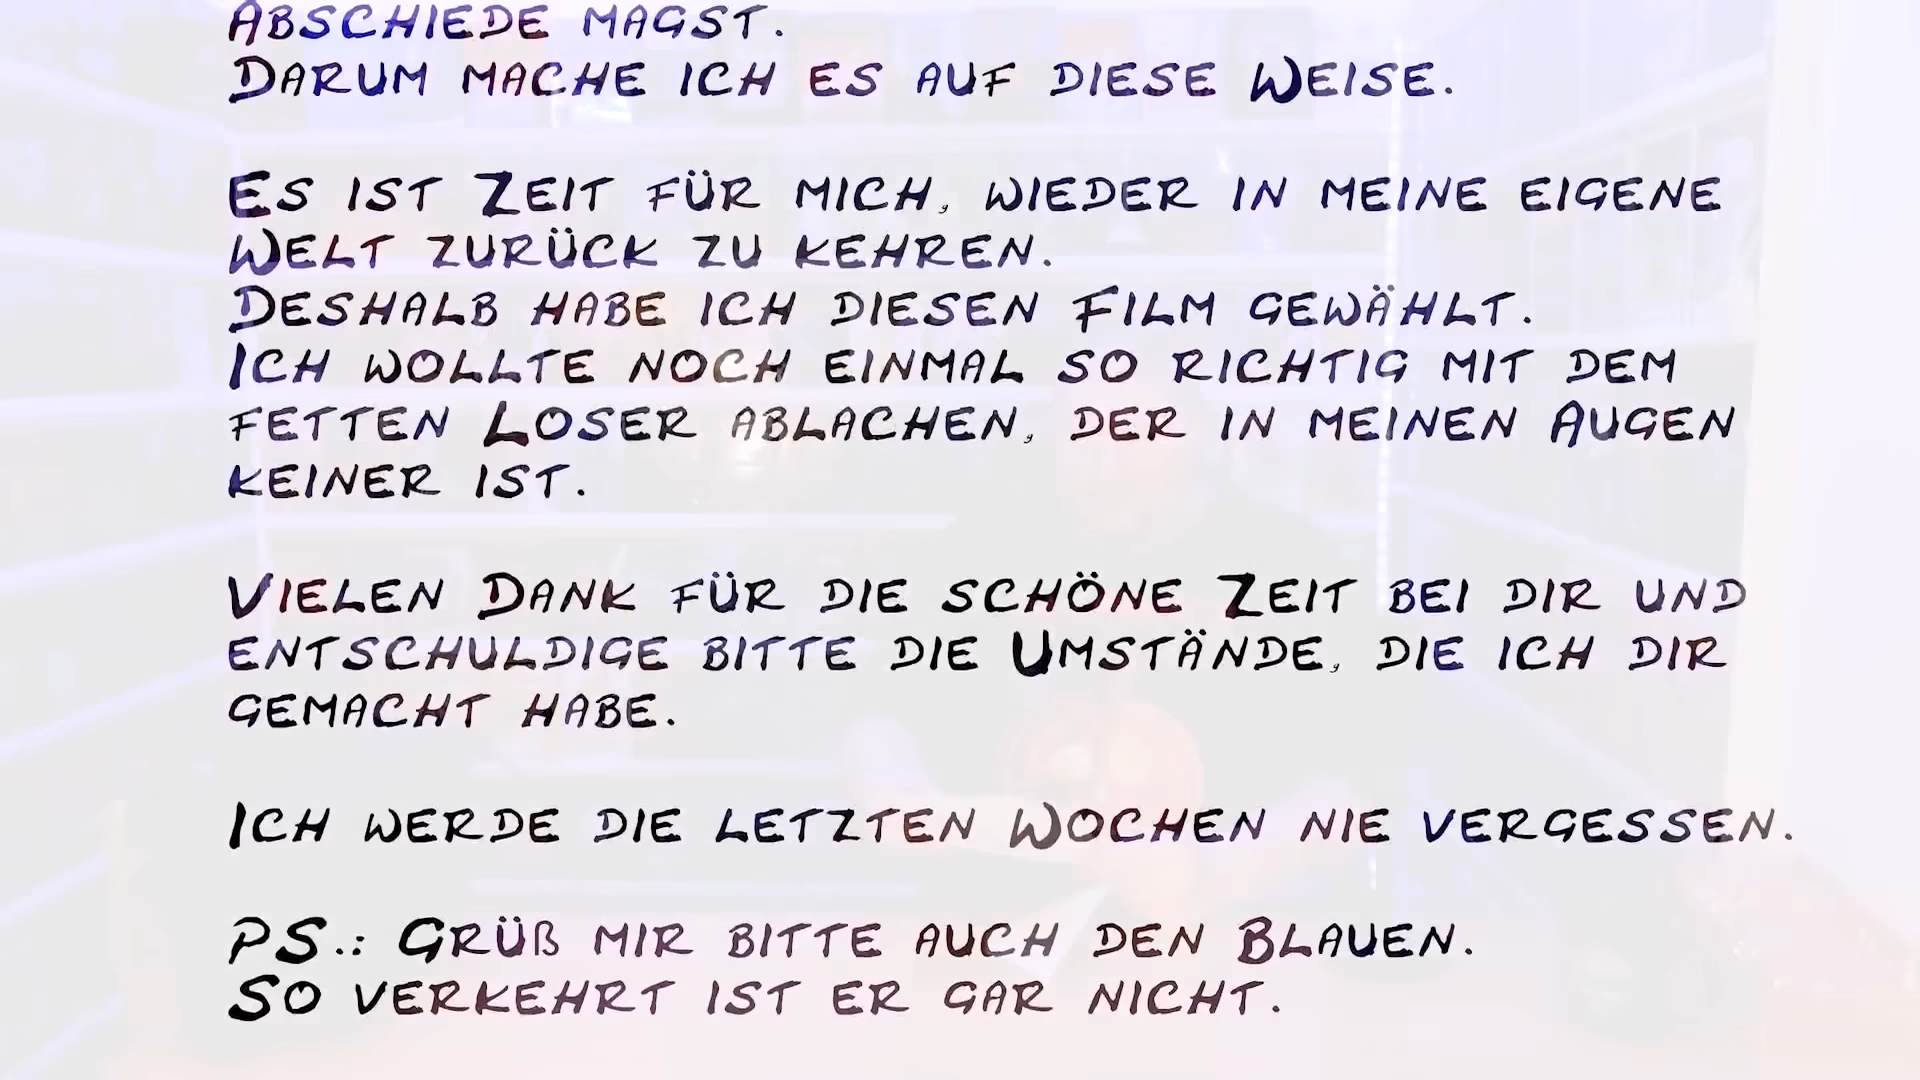 Abschiede magst.
Darum mache ich es auf diese Weise.
Es ist Zeit für mich, wieder in meine eigene
Welt zurück zu kehren.
Deshalb habe ich diesen Film gewählt.
Ich wollte noch einmal so richtig mit dem
fetten Loser ablachen, der in meinen Augen
keiner ist.
Vielen Dank für die schöne Zeit bei dir und
entschuldige bitte die Umstände, die ich dir
gemacht habe.
Ich werde die letzten Wochen nie vergessen.
PS.: Grüß mir bitte auch den Blauen.
So verkehrt ist er gar nicht.